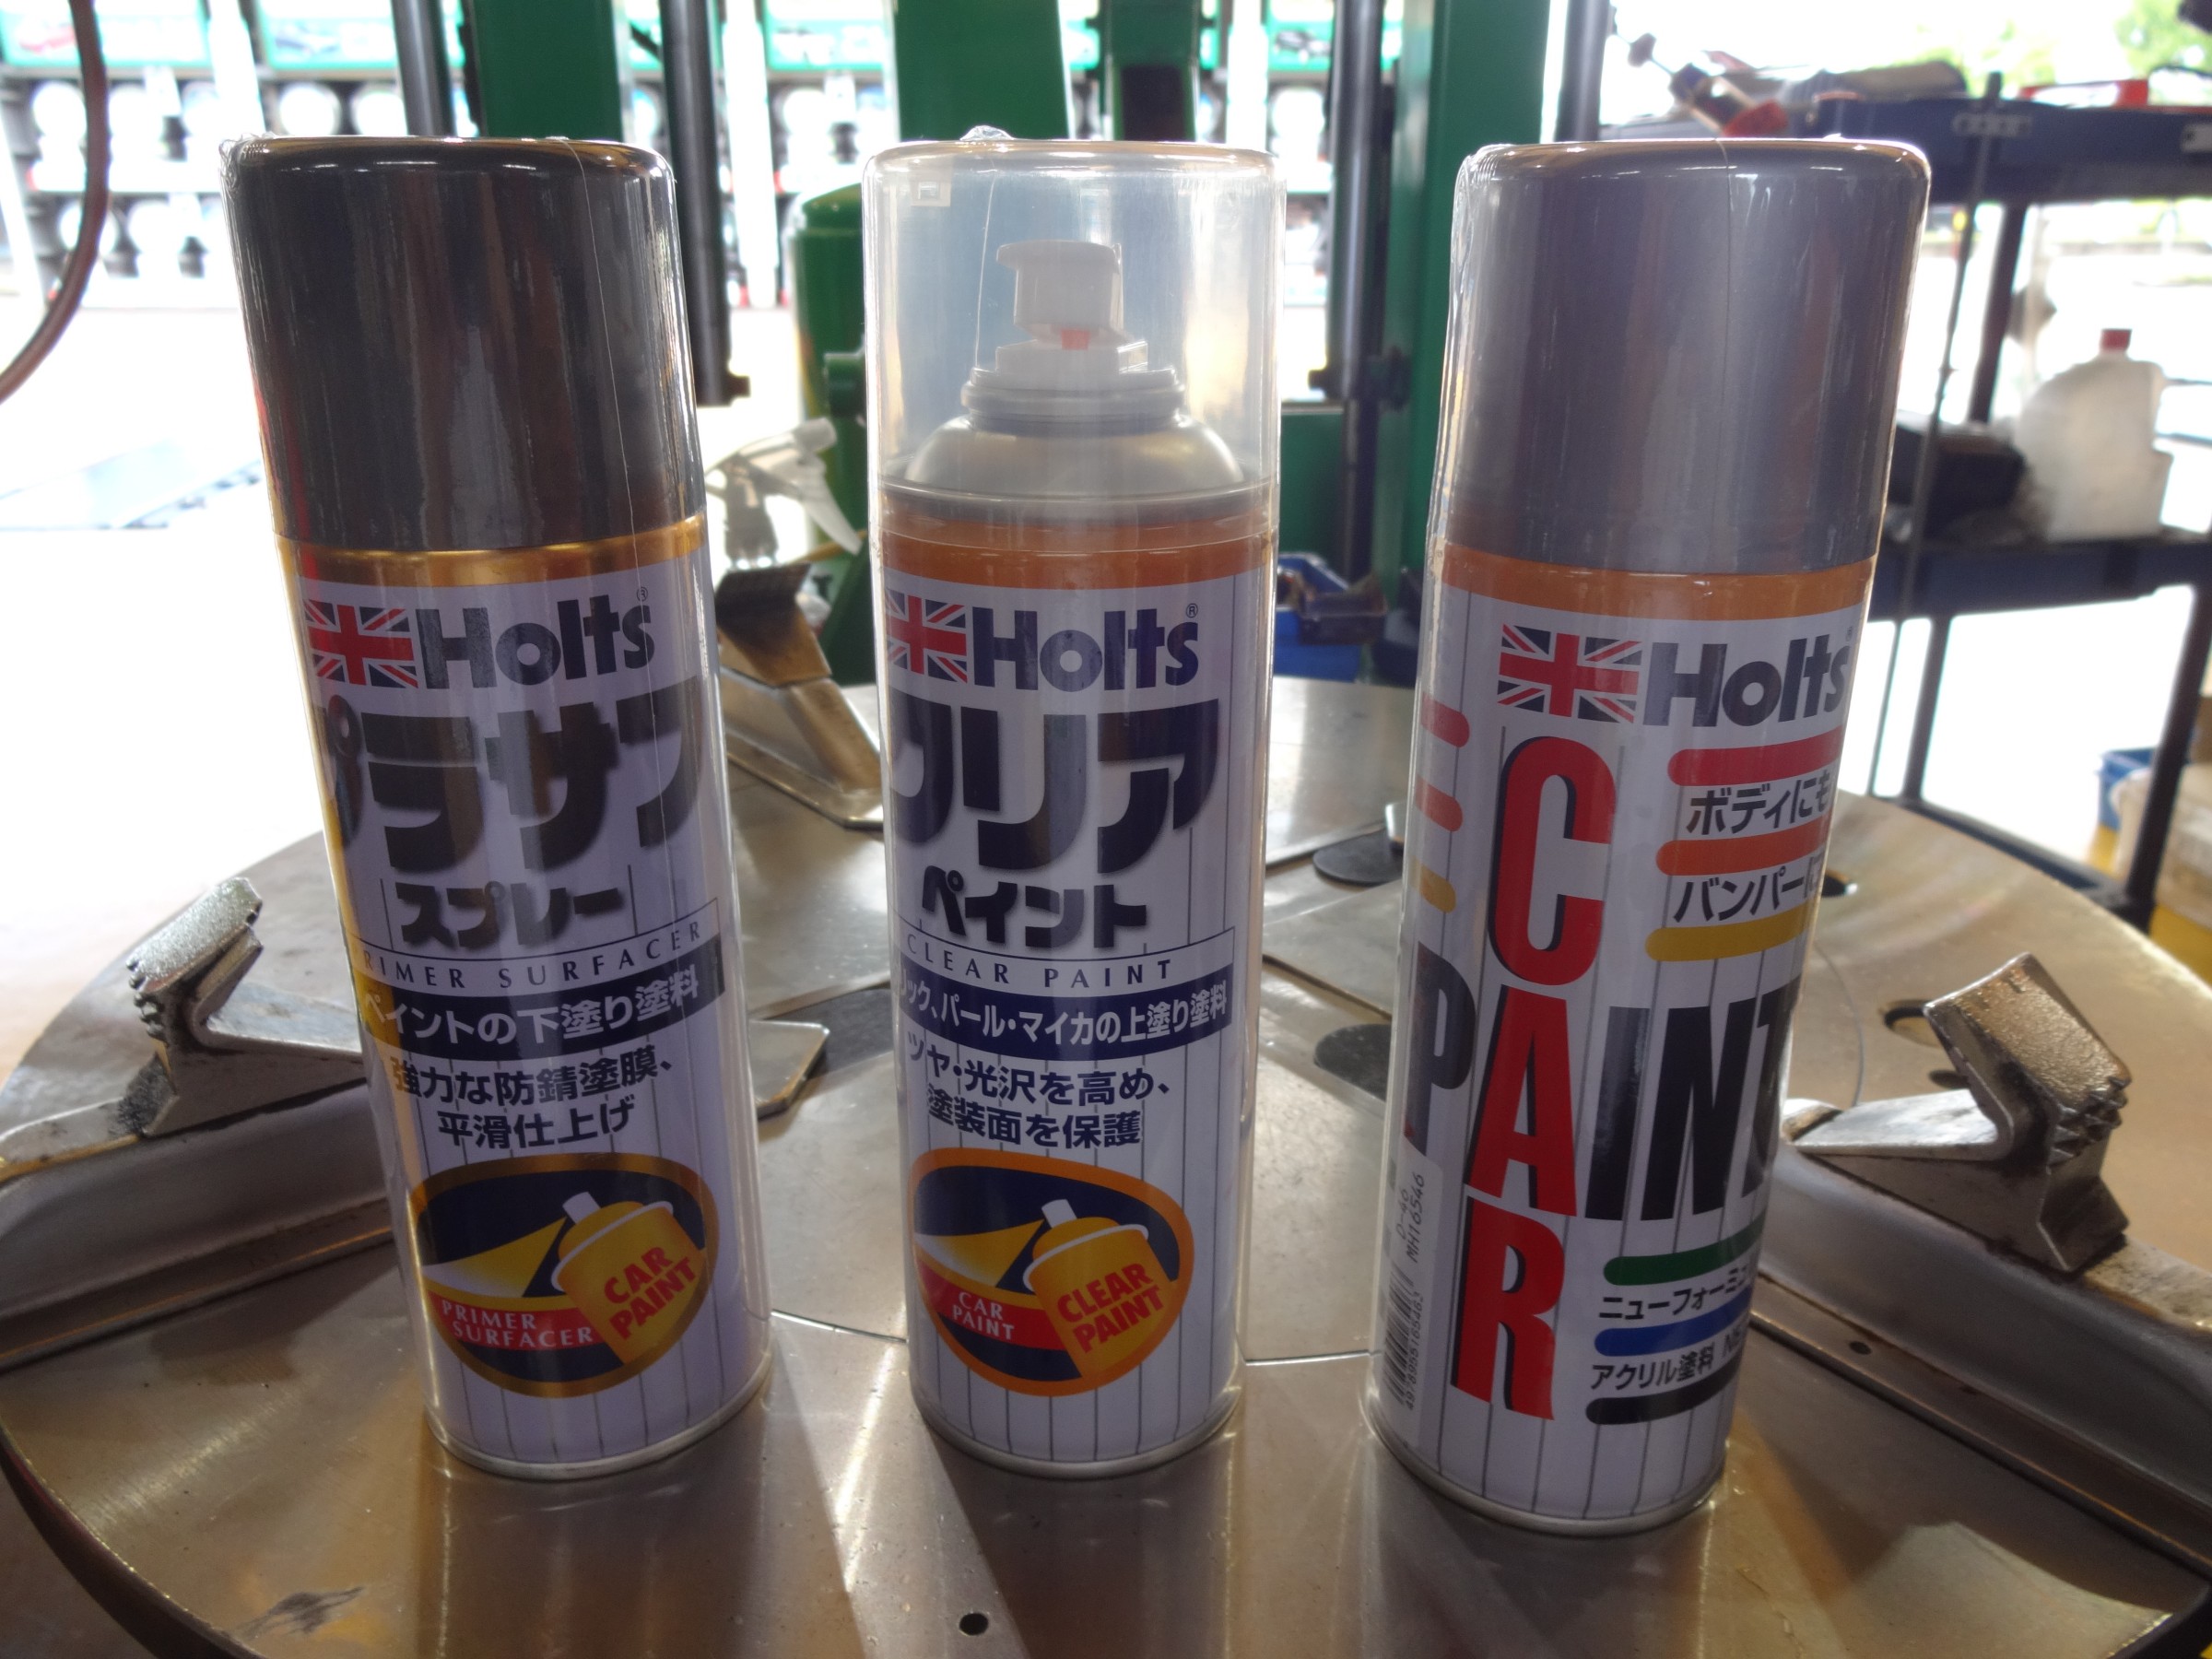 Holts®
プラサフ
スプレー
PRIMER SURFACER
ペイントの下塗り塗料
強力な防錆塗膜、
平滑仕上げ
CAR
PAINT
PRIMER
SURFACER
Holts®
クリア
ペイント
CLEAR PAINT
リック、パール・マイカの上塗り塗料
ツヤ・光沢を高め、
塗装面を保護
CLEAR
PAINT
CAR
PAINT
Holts
CAR
PAINT
ボディにも
バンパーに
MH16546
ニューフォーミュ
アクリル塗料